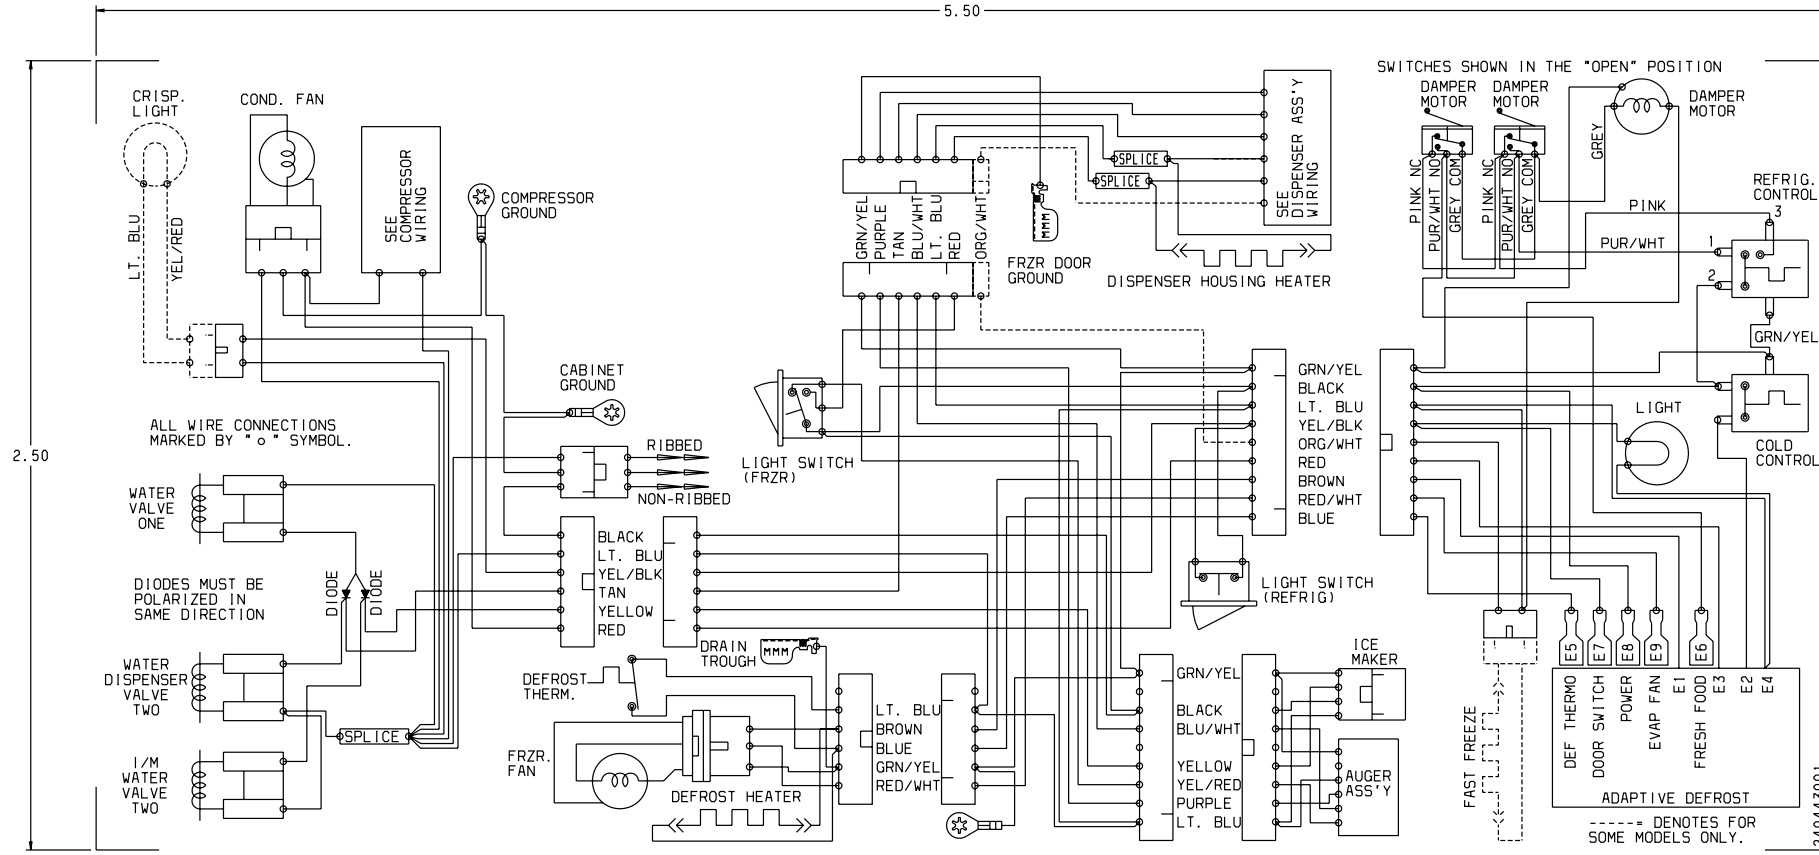 5.50
2.50
CRISP.
LIGHT
COND. FAN
LT. BLU
YEL/RED
SEE
COMPRESSOR
WIRING
COMPRESSOR
GROUND
CABINET
GROUND
ALL WIRE CONNECTIONS
MARKED BY "o" SYMBOL.
WATER
VALVE
ONE
DIODES MUST BE
POLARIZED IN
SAME DIRECTION
DIODE
DIODE
WATER
DISPENSER
VALVE
TWO
SPLICE
I/M
WATER
VALVE
TWO
RIBBED
NON-RIBBED
BLACK
LT. BLU
YEL/BLK
TAN
YELLOW
RED
GRN/YEL
PURPLE
TAN
BLU/WHT
LT. BLU
RED
ORG/WHT
SPLICE
SPLICE
SEE
DISPENSER ASS'Y
WIRING
FRZR DOOR
GROUND
DISPENSER HOUSING HEATER
LIGHT SWITCH
(FRZR)
DRAIN
TROUGH
DEFROST
THERM.
FRZR.
FAN
DEFROST HEATER
LT. BLU
BROWN
BLUE
GRN/YEL
RED/WHT
GRN/YEL
BLACK
LT. BLU
YEL/BLK
ORG/WHT
RED
BROWN
RED/WHT
BLUE
LIGHT SWITCH
(REFRIG)
GRN/YEL
BLACK
BLU/WHT
YELLOW
YEL/RED
PURPLE
LT. BLU
ICE
MAKER
AUGER
ASS'Y
SWITCHES SHOWN IN THE "OPEN" POSITION
DAMPER
MOTOR
DAMPER
MOTOR
DAMPER
MOTOR
GREY
PINK NC
PUR/WHT NO
GREY COM
PINK NC
PUR/WHT NO
GREY COM
PINK
PUR/WHT
REFRIG.
CONTROL
3
1
2
GRN/YEL
COLD
CONTROL
LIGHT
FAST FREEZE
E5
E7
E8
E9
E6
DEF THERMO
DOOR SWITCH
POWER
EVAP FAN
E1
FRESH FOOD
E3
E2
E4
ADAPTIVE DEFROST
-----= DENOTES FOR
SOME MODELS ONLY.